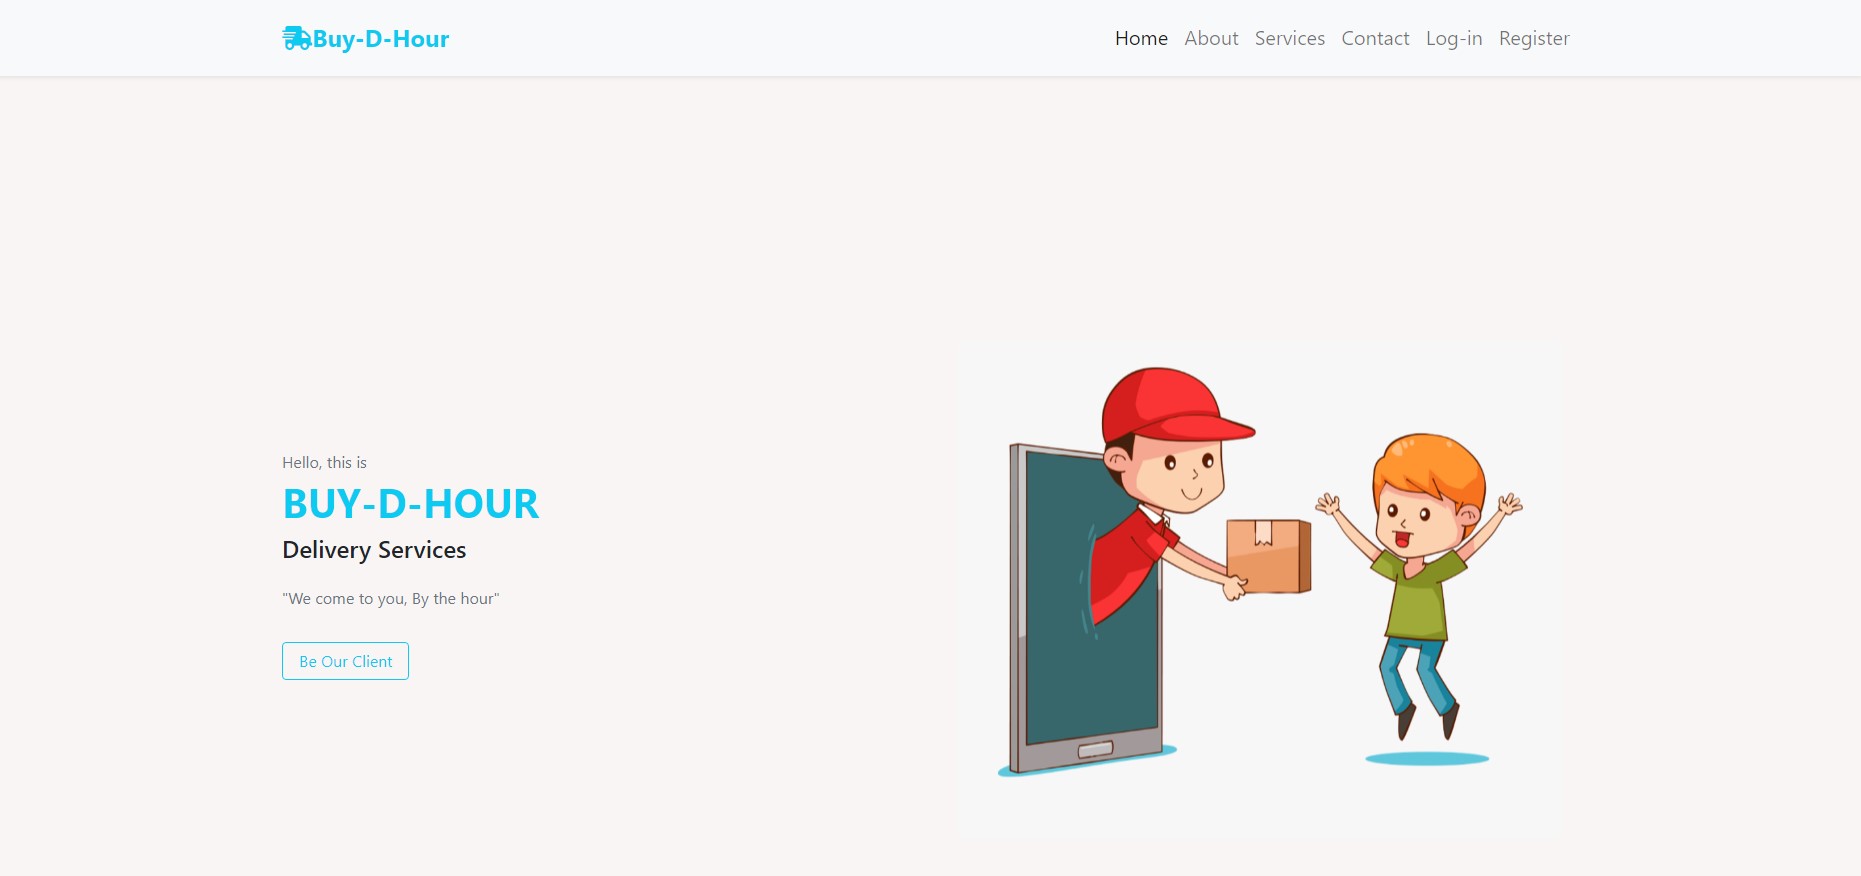 Buy-D-Hour
Home About Services Contact Log-in Register
Hello, this is
BUY-D-HOUR
Delivery Services
"We come to you, By the hour"
Be Our Client